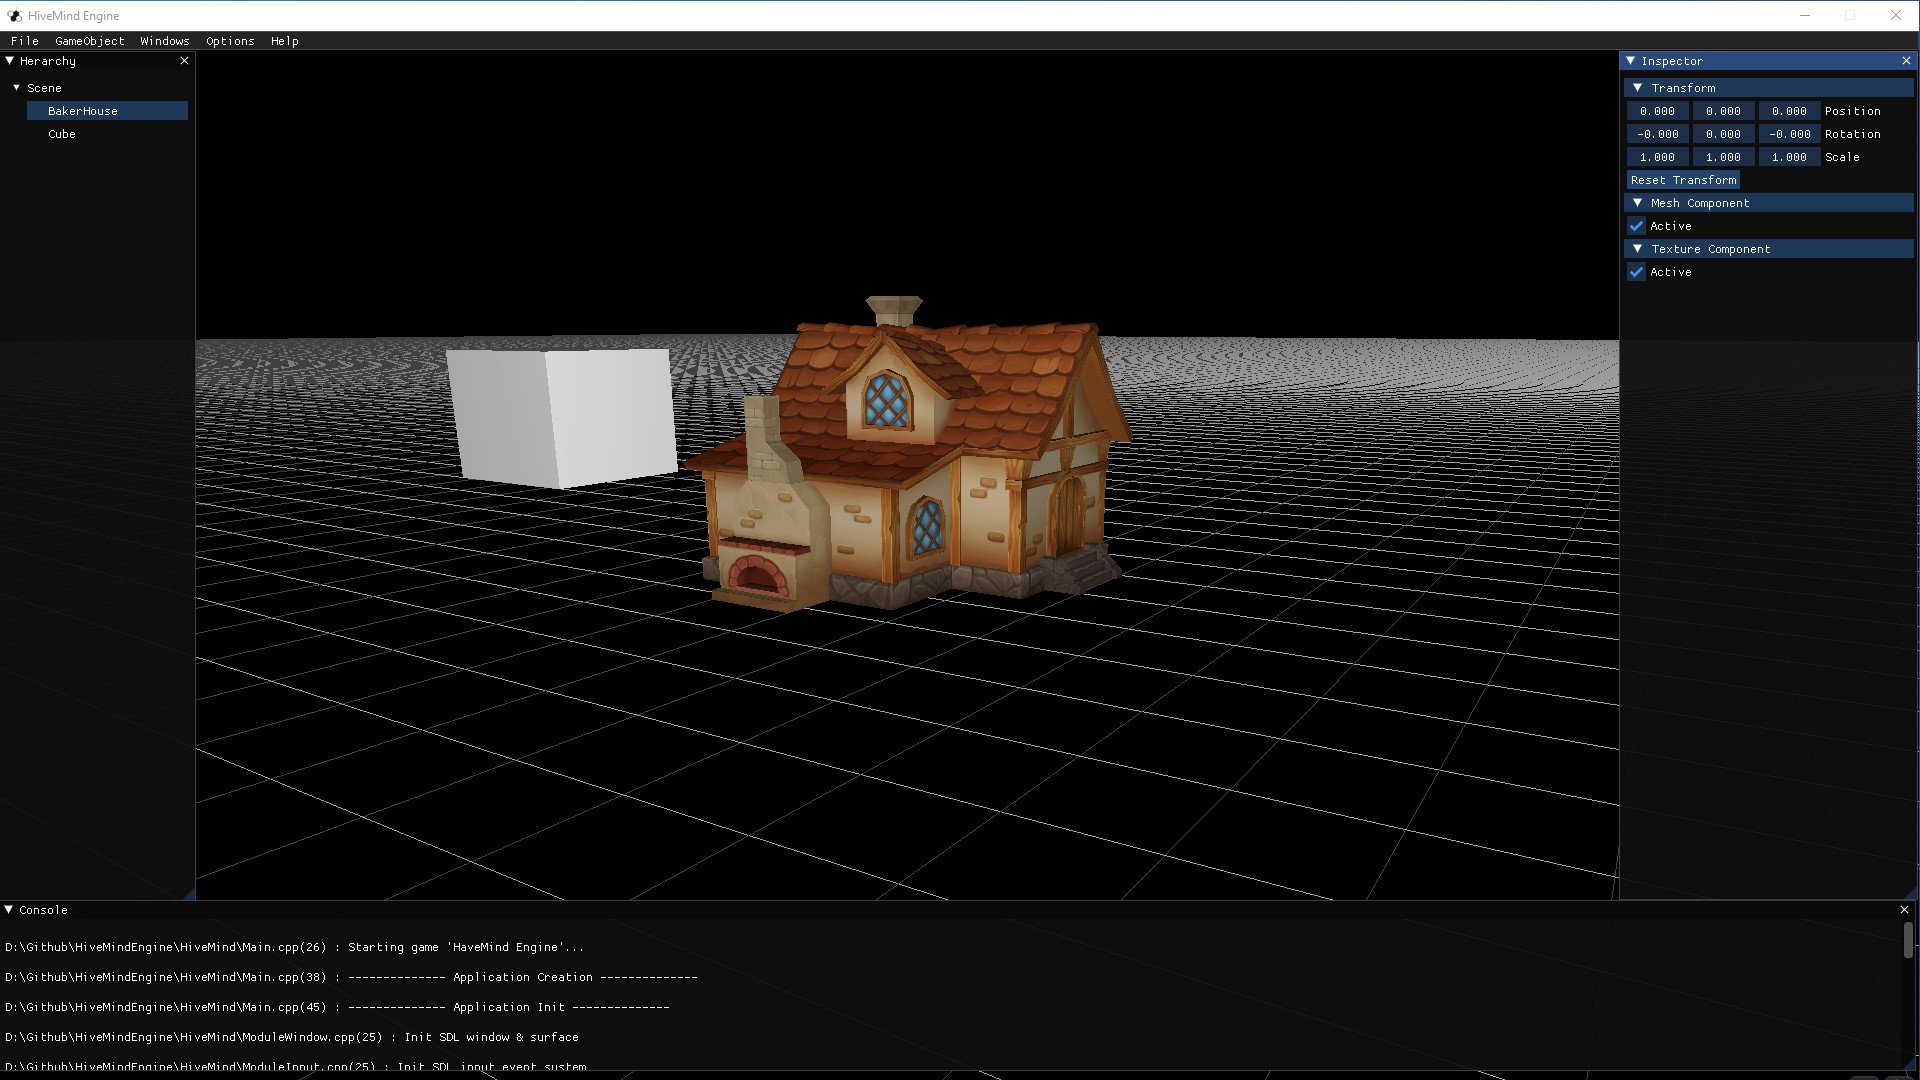 HiveMind Engine
File GameObject Windows Options Help
Herarchy
Scene
BakerHouse
Cube
Inspector
Transform
0.000 0.000 0.000 Position
-0.000 0.000 -0.000 Rotation
1.000 1.000 1.000 Scale
Reset Transform
Mesh Component
Active
Texture Component
Active
Console
D:\Github\HiveMindEngine\HiveMind\Main.cpp(26) : Starting game 'HaveMind Engine'...
D:\Github\HiveMindEngine\HiveMind\Main.cpp(38) : -------------- Application Creation --------------
D:\Github\HiveMindEngine\HiveMind\Main.cpp(45) : -------------- Application Init --------------
D:\Github\HiveMindEngine\HiveMind\ModuleWindow.cpp(25) : Init SDL window & surface
D:\Github\HiveMindEngine\HiveMind\ModuleInput.cpp(25) : Init SDL input event system